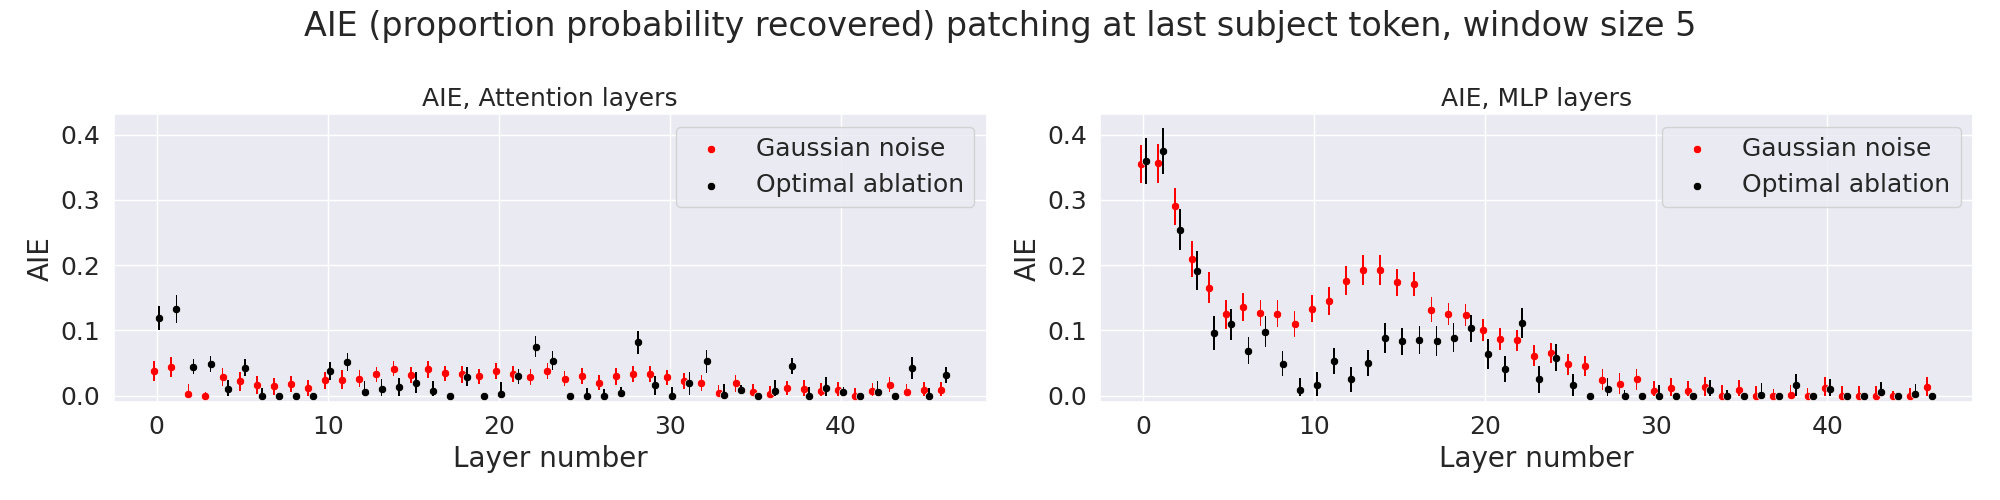 AIE (proportion probability recovered) patching at last subject token, window size 5
AIE, Attention layers
AIE
0.4
0.3
0.2
0.1
0.0
Gaussian noise
Optimal ablation
0
10
20
30
40
Layer number
AIE, MLP layers
AIE
0.4
0.3
0.2
0.1
0.0
Gaussian noise
Optimal ablation
0
10
20
30
40
Layer number